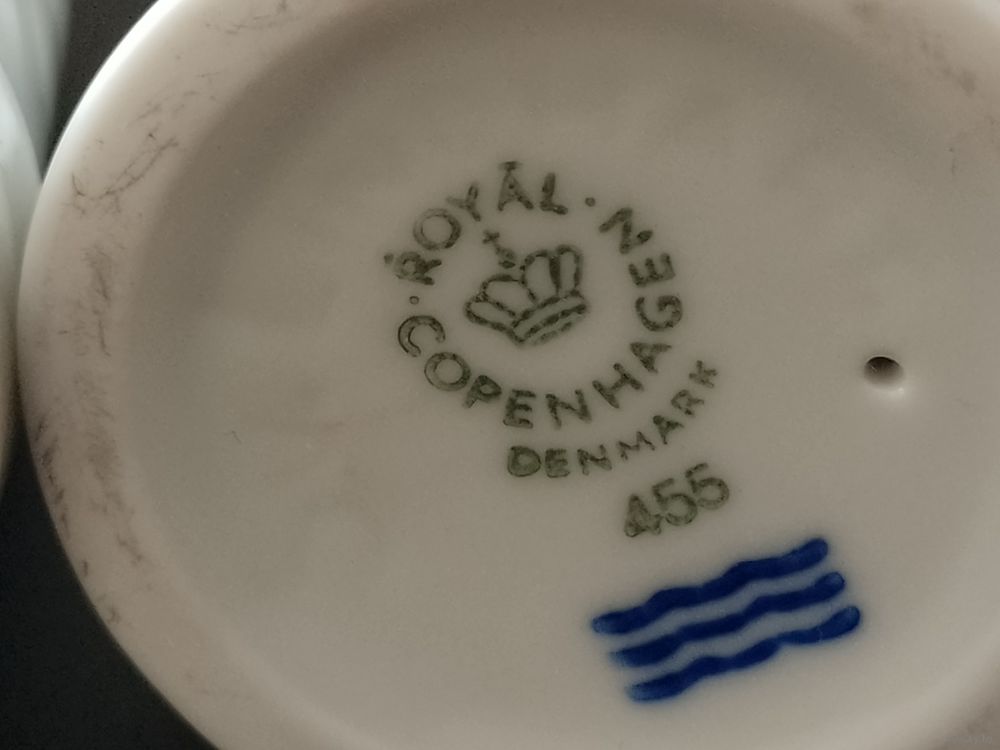 ROYAL · COPENHAGEN ·
DENMARK
455